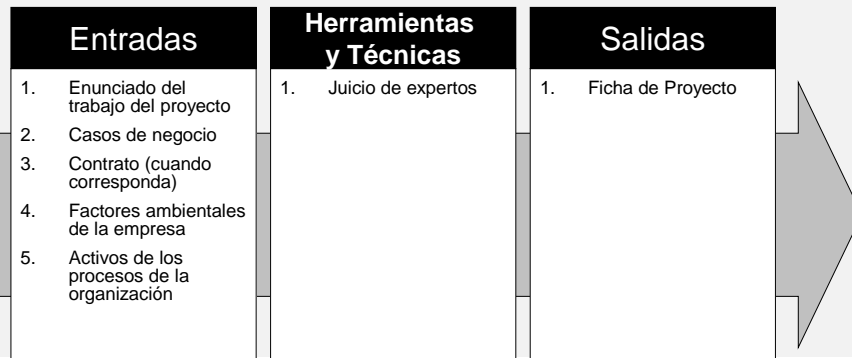 Entradas
1. Enunciado del
trabajo del proyecto
2. Casos de negocio
3. Contrato (cuando
corresponda)
4. Factores ambientales
de la empresa
5. Activos de los
procesos de la
organización
Herramientas
y Técnicas
1. Juicio de expertos
Salidas
1. Ficha de Proyecto